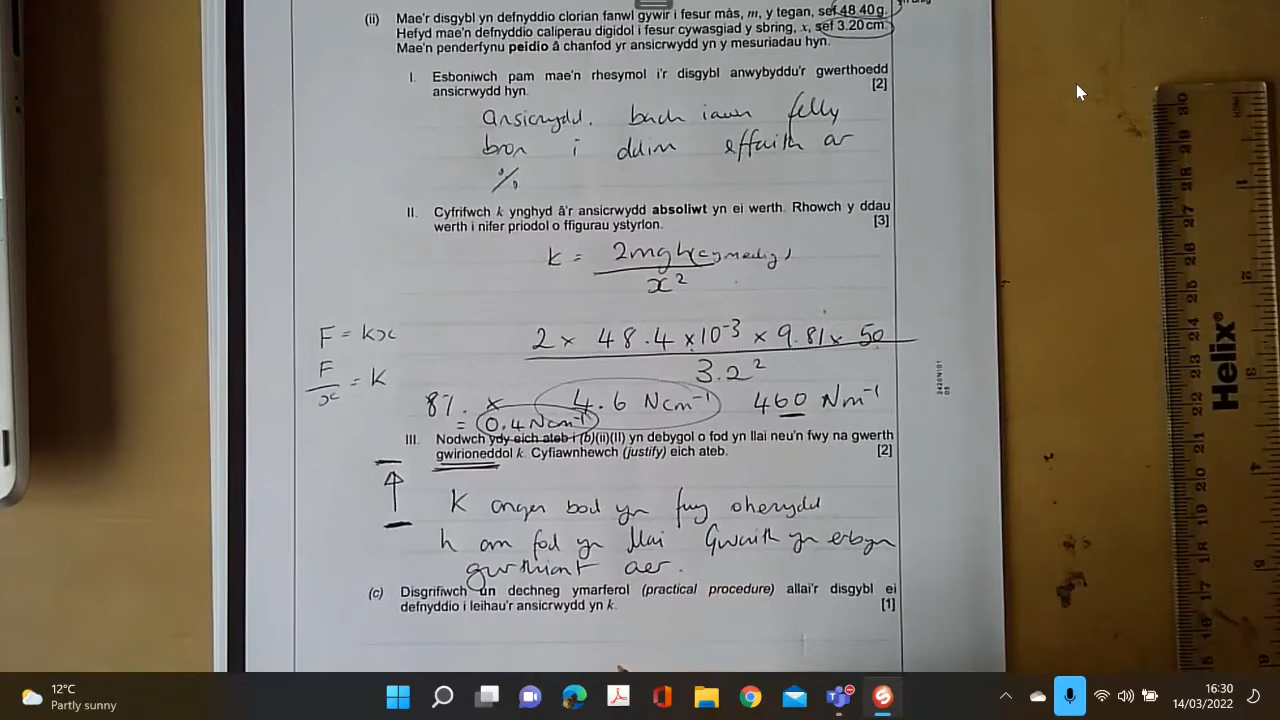 (ii) Mae'r disgybl yn defnyddio clorian fanwl gywir i fesur màs, m, y tegan, sef 48.40 g.
Hefyd mae'n defnyddio caliperau digidol i fesur cywasgiad y sbring, x, sef 3.20 cm.
Mae'n penderfynu peidio â chanfod yr ansicrwydd yn y mesuriadau hyn.
I. Esboniwch pam mae'n rhesymol i'r disgybl anwybyddu'r gwerthoedd
ansicrwydd hyn. [2]
Ansicrydd. bach iawn felly
bron i ddim effaith ar
%
II. Cyfrifwch k ynghyd â'r ansicrwydd absoliwt yn ei werth. Rhowch y ddau
werth i nifer priodol o ffigurau ystyrlon. [3]
k = 2mgh(cymedig)
x²
F = kx
2 × 48.4 × 10⁻³ × 9.81 × 50
3.2²
F
x = k
8% × 4.6 Ncm⁻¹ 460 Nm⁻¹
= 0.4 Ncm⁻¹
III. Nodwch ydy eich ateb i (b)(ii)(II) yn debygol o fod yn llai neu'n fwy na gwerth
gwirioneddol k. Cyfiawnhewch (justify) eich ateb. [2]
K angen bod yn fwy oherydd
h am fod yn llai Gwaith yn erbyn
gwrthiant aer.
(c) Disgrifiwch un dechneg ymarferol (practical procedure) allai'r disgybl ei
defnyddio i leihau'r ansicrwydd yn k. [1]
Helix
12°C
Partly sunny
16:30
14/03/2022